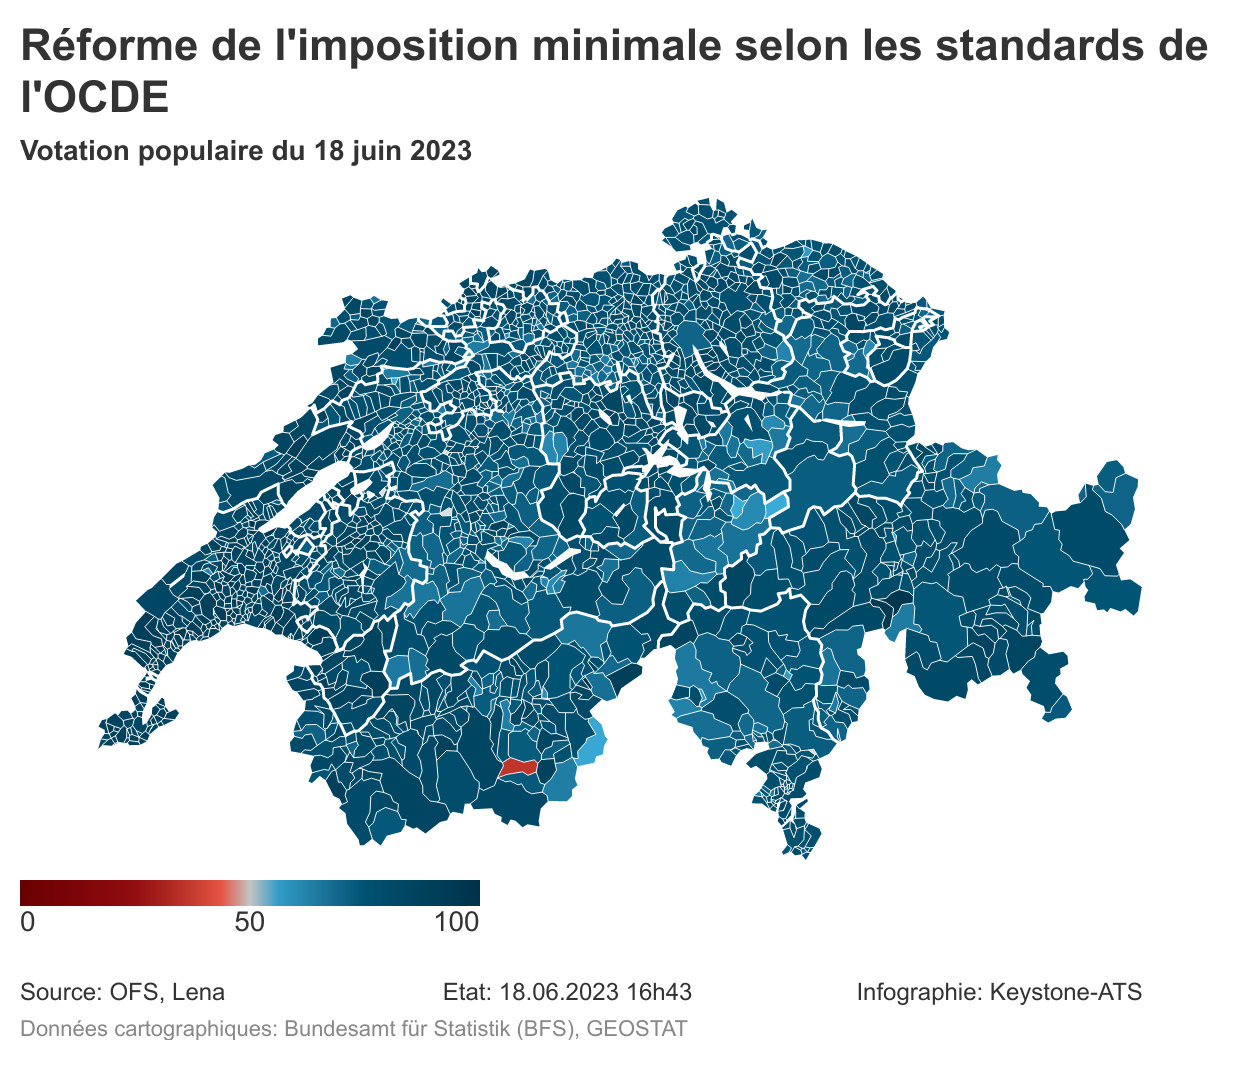 Réforme de l'imposition minimale selon les standards de
l'OCDE
Votation populaire du 18 juin 2023
0 50 100
Source: OFS, Lena Etat: 18.06.2023 16h43 Infographie: Keystone-ATS
Données cartographiques: Bundesamt für Statistik (BFS), GEOSTAT